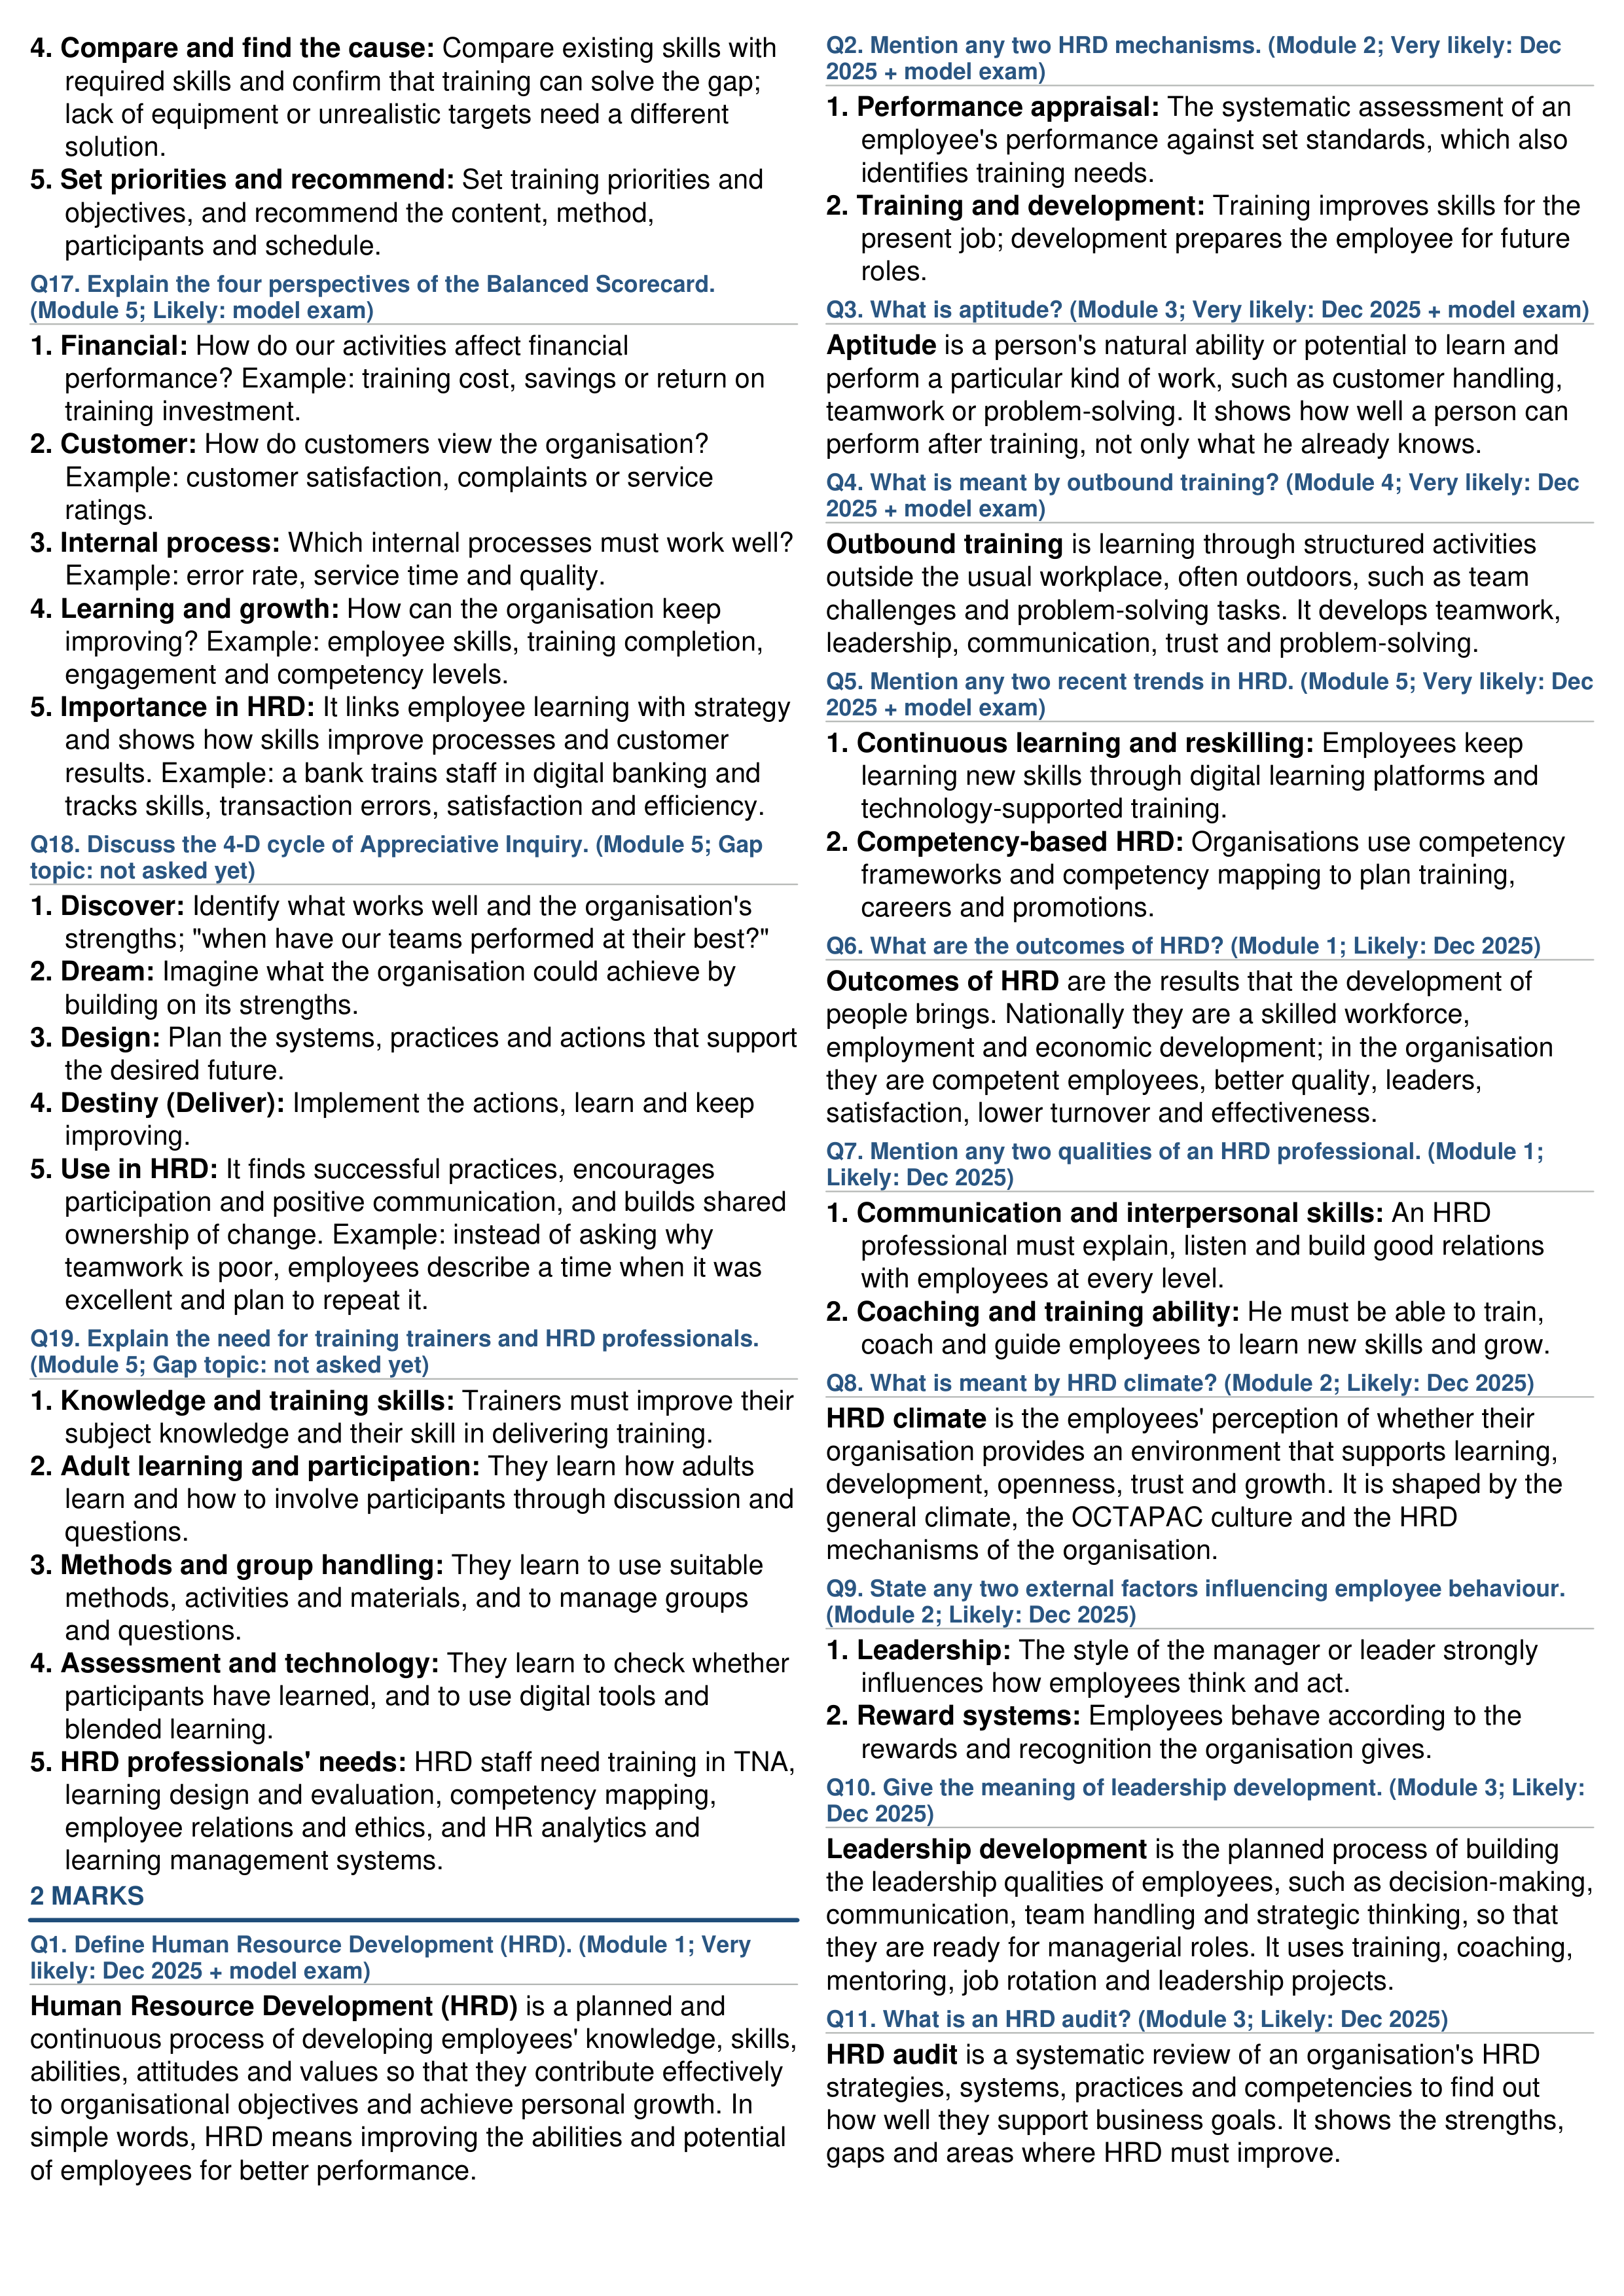 4. Compare and find the cause: Compare existing skills with
required skills and confirm that training can solve the gap;
lack of equipment or unrealistic targets need a different
solution.
5. Set priorities and recommend: Set training priorities and
objectives, and recommend the content, method,
participants and schedule.
Q17. Explain the four perspectives of the Balanced Scorecard.
(Module 5; Likely: model exam)
1. Financial: How do our activities affect financial
performance? Example: training cost, savings or return on
training investment.
2. Customer: How do customers view the organisation?
Example: customer satisfaction, complaints or service
ratings.
3. Internal process: Which internal processes must work well?
Example: error rate, service time and quality.
4. Learning and growth: How can the organisation keep
improving? Example: employee skills, training completion,
engagement and competency levels.
5. Importance in HRD: It links employee learning with strategy
and shows how skills improve processes and customer
results. Example: a bank trains staff in digital banking and
tracks skills, transaction errors, satisfaction and efficiency.
Q18. Discuss the 4-D cycle of Appreciative Inquiry. (Module 5; Gap
topic: not asked yet)
1. Discover: Identify what works well and the organisation's
strengths; "when have our teams performed at their best?"
2. Dream: Imagine what the organisation could achieve by
building on its strengths.
3. Design: Plan the systems, practices and actions that support
the desired future.
4. Destiny (Deliver): Implement the actions, learn and keep
improving.
5. Use in HRD: It finds successful practices, encourages
participation and positive communication, and builds shared
ownership of change. Example: instead of asking why
teamwork is poor, employees describe a time when it was
excellent and plan to repeat it.
Q19. Explain the need for training trainers and HRD professionals.
(Module 5; Gap topic: not asked yet)
1. Knowledge and training skills: Trainers must improve their
subject knowledge and their skill in delivering training.
2. Adult learning and participation: They learn how adults
learn and how to involve participants through discussion and
questions.
3. Methods and group handling: They learn to use suitable
methods, activities and materials, and to manage groups
and questions.
4. Assessment and technology: They learn to check whether
participants have learned, and to use digital tools and
blended learning.
5. HRD professionals' needs: HRD staff need training in TNA,
learning design and evaluation, competency mapping,
employee relations and ethics, and HR analytics and
learning management systems.
2 MARKS
Q1. Define Human Resource Development (HRD). (Module 1; Very
likely: Dec 2025 + model exam)
Human Resource Development (HRD) is a planned and
continuous process of developing employees' knowledge, skills,
abilities, attitudes and values so that they contribute effectively
to organisational objectives and achieve personal growth. In
simple words, HRD means improving the abilities and potential
of employees for better performance.
Q2. Mention any two HRD mechanisms. (Module 2; Very likely: Dec
2025 + model exam)
1. Performance appraisal: The systematic assessment of an
employee's performance against set standards, which also
identifies training needs.
2. Training and development: Training improves skills for the
present job; development prepares the employee for future
roles.
Q3. What is aptitude? (Module 3; Very likely: Dec 2025 + model exam)
Aptitude is a person's natural ability or potential to learn and
perform a particular kind of work, such as customer handling,
teamwork or problem-solving. It shows how well a person can
perform after training, not only what he already knows.
Q4. What is meant by outbound training? (Module 4; Very likely: Dec
2025 + model exam)
Outbound training is learning through structured activities
outside the usual workplace, often outdoors, such as team
challenges and problem-solving tasks. It develops teamwork,
leadership, communication, trust and problem-solving.
Q5. Mention any two recent trends in HRD. (Module 5; Very likely: Dec
2025 + model exam)
1. Continuous learning and reskilling: Employees keep
learning new skills through digital learning platforms and
technology-supported training.
2. Competency-based HRD: Organisations use competency
frameworks and competency mapping to plan training,
careers and promotions.
Q6. What are the outcomes of HRD? (Module 1; Likely: Dec 2025)
Outcomes of HRD are the results that the development of
people brings. Nationally they are a skilled workforce,
employment and economic development; in the organisation
they are competent employees, better quality, leaders,
satisfaction, lower turnover and effectiveness.
Q7. Mention any two qualities of an HRD professional. (Module 1;
Likely: Dec 2025)
1. Communication and interpersonal skills: An HRD
professional must explain, listen and build good relations
with employees at every level.
2. Coaching and training ability: He must be able to train,
coach and guide employees to learn new skills and grow.
Q8. What is meant by HRD climate? (Module 2; Likely: Dec 2025)
HRD climate is the employees' perception of whether their
organisation provides an environment that supports learning,
development, openness, trust and growth. It is shaped by the
general climate, the OCTAPAC culture and the HRD
mechanisms of the organisation.
Q9. State any two external factors influencing employee behaviour.
(Module 2; Likely: Dec 2025)
1. Leadership: The style of the manager or leader strongly
influences how employees think and act.
2. Reward systems: Employees behave according to the
rewards and recognition the organisation gives.
Q10. Give the meaning of leadership development. (Module 3; Likely:
Dec 2025)
Leadership development is the planned process of building
the leadership qualities of employees, such as decision-making,
communication, team handling and strategic thinking, so that
they are ready for managerial roles. It uses training, coaching,
mentoring, job rotation and leadership projects.
Q11. What is an HRD audit? (Module 3; Likely: Dec 2025)
HRD audit is a systematic review of an organisation's HRD
strategies, systems, practices and competencies to find out
how well they support business goals. It shows the strengths,
gaps and areas where HRD must improve.